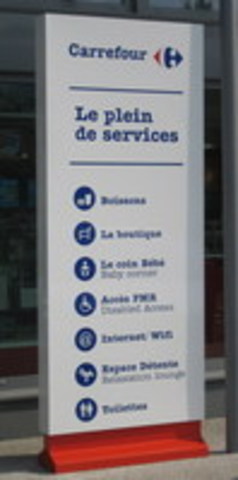 Carrefour
Le plein
de services
Boissons
La boutique
Le coin Bébé
Baby corner
Accès PMR
Disabled Access
Internet/Wifi
Espace Détente
Relaxation lounge
Toilettes